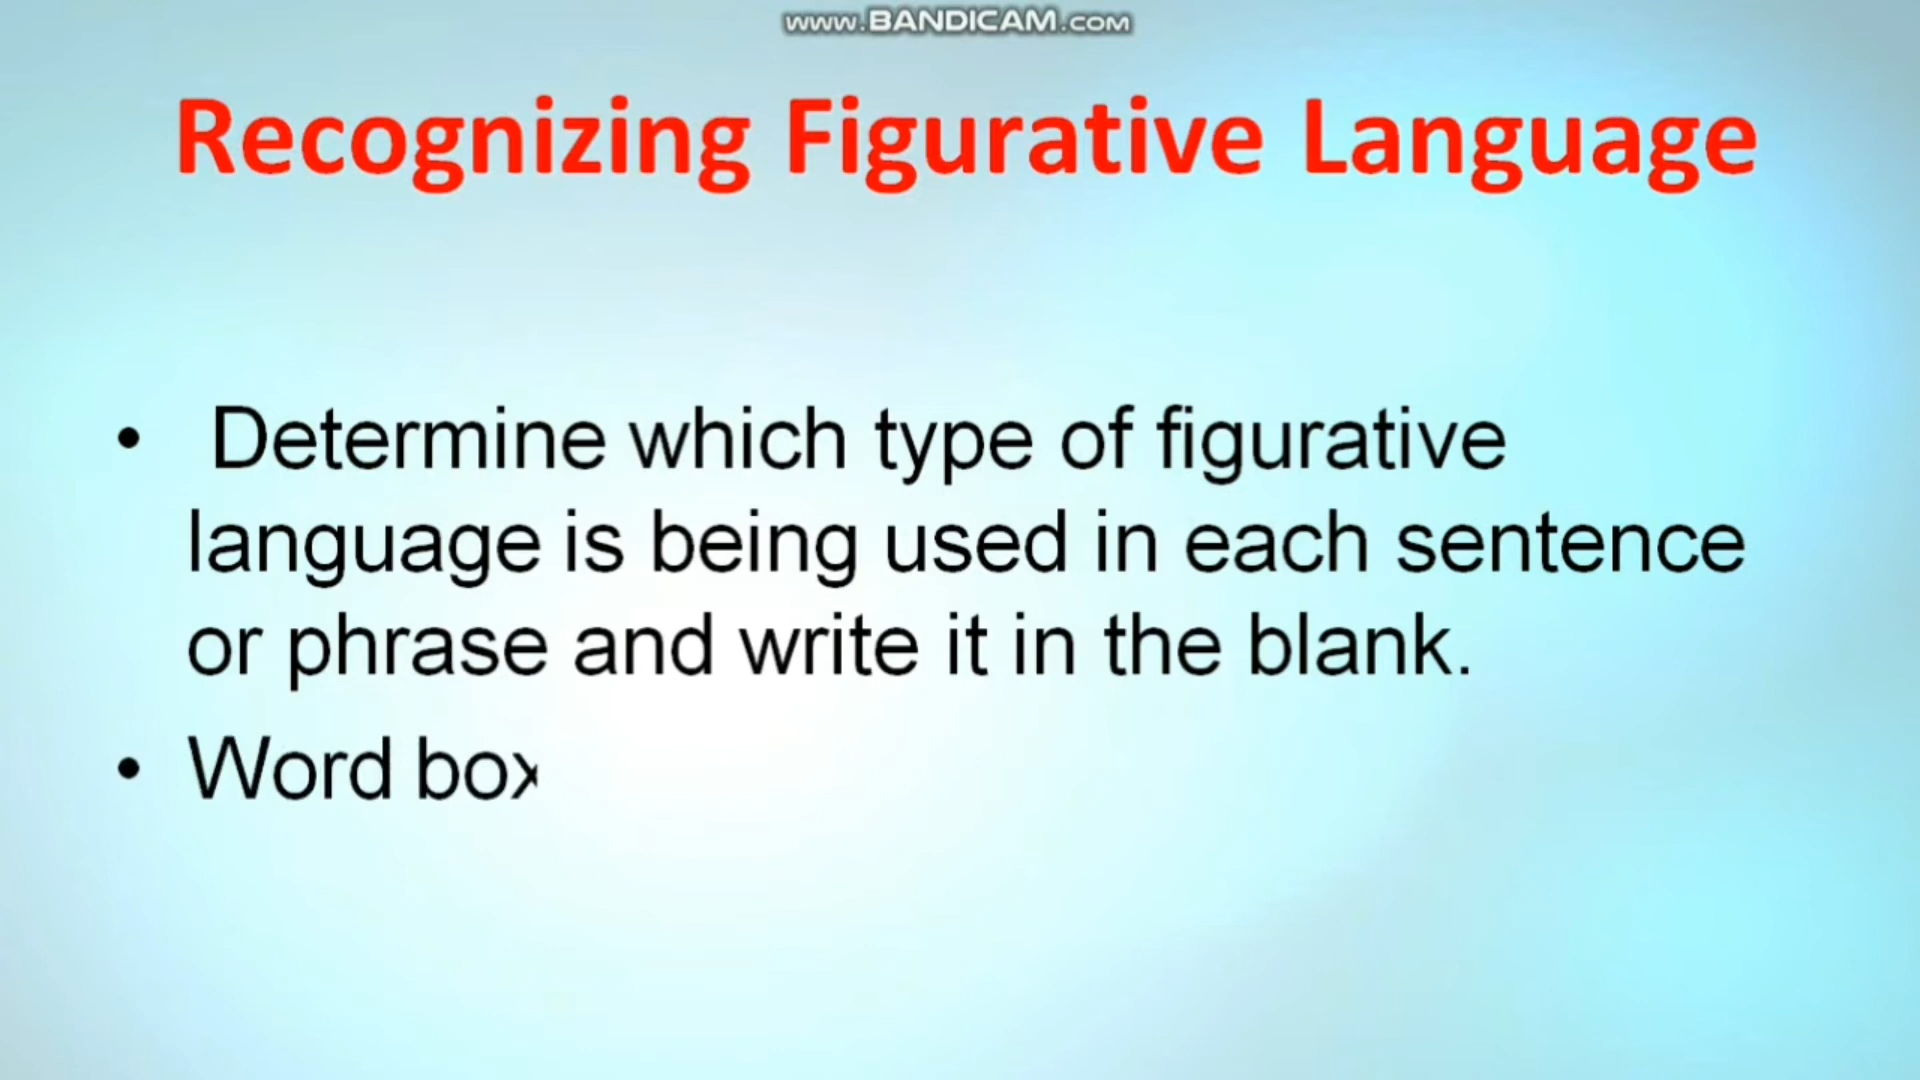 www.BANDICAM.com
Recognizing Figurative Language
• Determine which type of figurative
language is being used in each sentence
or phrase and write it in the blank.
• Word box